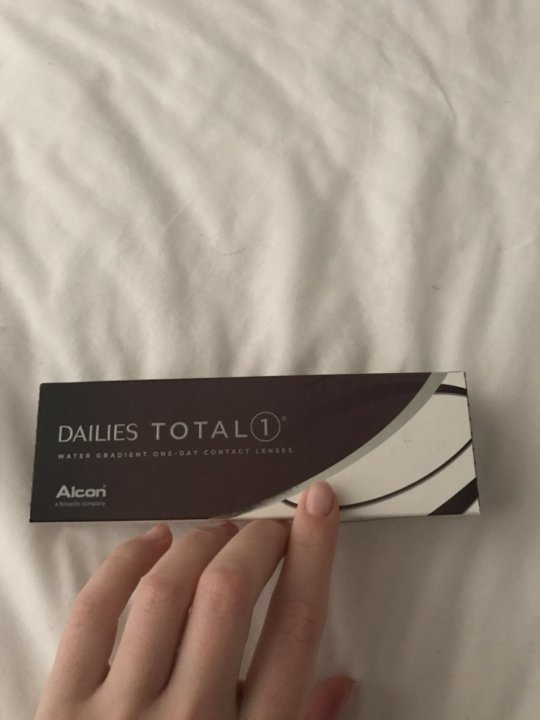 DAILIES TOTAL1®
WATER GRADIENT ONE-DAY CONTACT LENSES
Alcon
a Novartis company